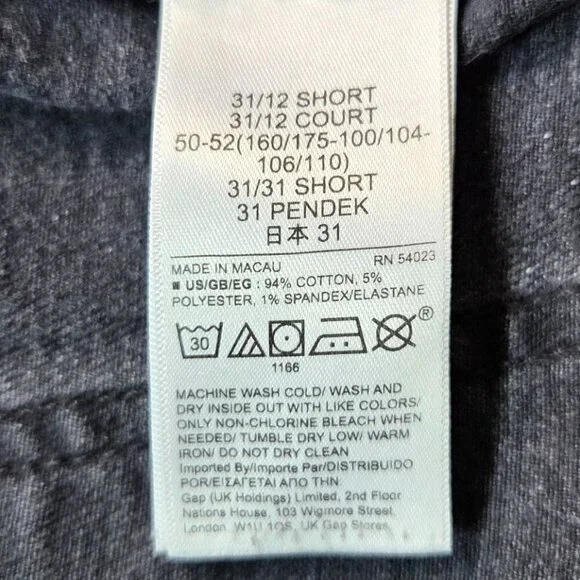 31/12 SHORT
31/12 COURT
50-52(160/175-100/104-
106/110)
31/31 SHORT
31 PENDEK
日本 31
MADE IN MACAU RN 54023
US/GB/EG : 94% COTTON, 5%
POLYESTER, 1% SPANDEX/ELASTANE
30 ®
1166
MACHINE WASH COLD/ WASH AND
DRY INSIDE OUT WITH LIKE COLORS/
ONLY NON-CHLORINE BLEACH WHEN
NEEDED/ TUMBLE DRY LOW/ WARM
IRON/ DO NOT DRY CLEAN
Imported By/Importe Par/DISTRIBUIDO
POR/ΕΙΣΑΓΕΤΑΙ ΑΠΟ ΤΗΝ
Gap (UK Holdings) Limited, 2nd Floor
Nations House, 103 Wigmore Street
London W1U 1QS, UK Gap Stores